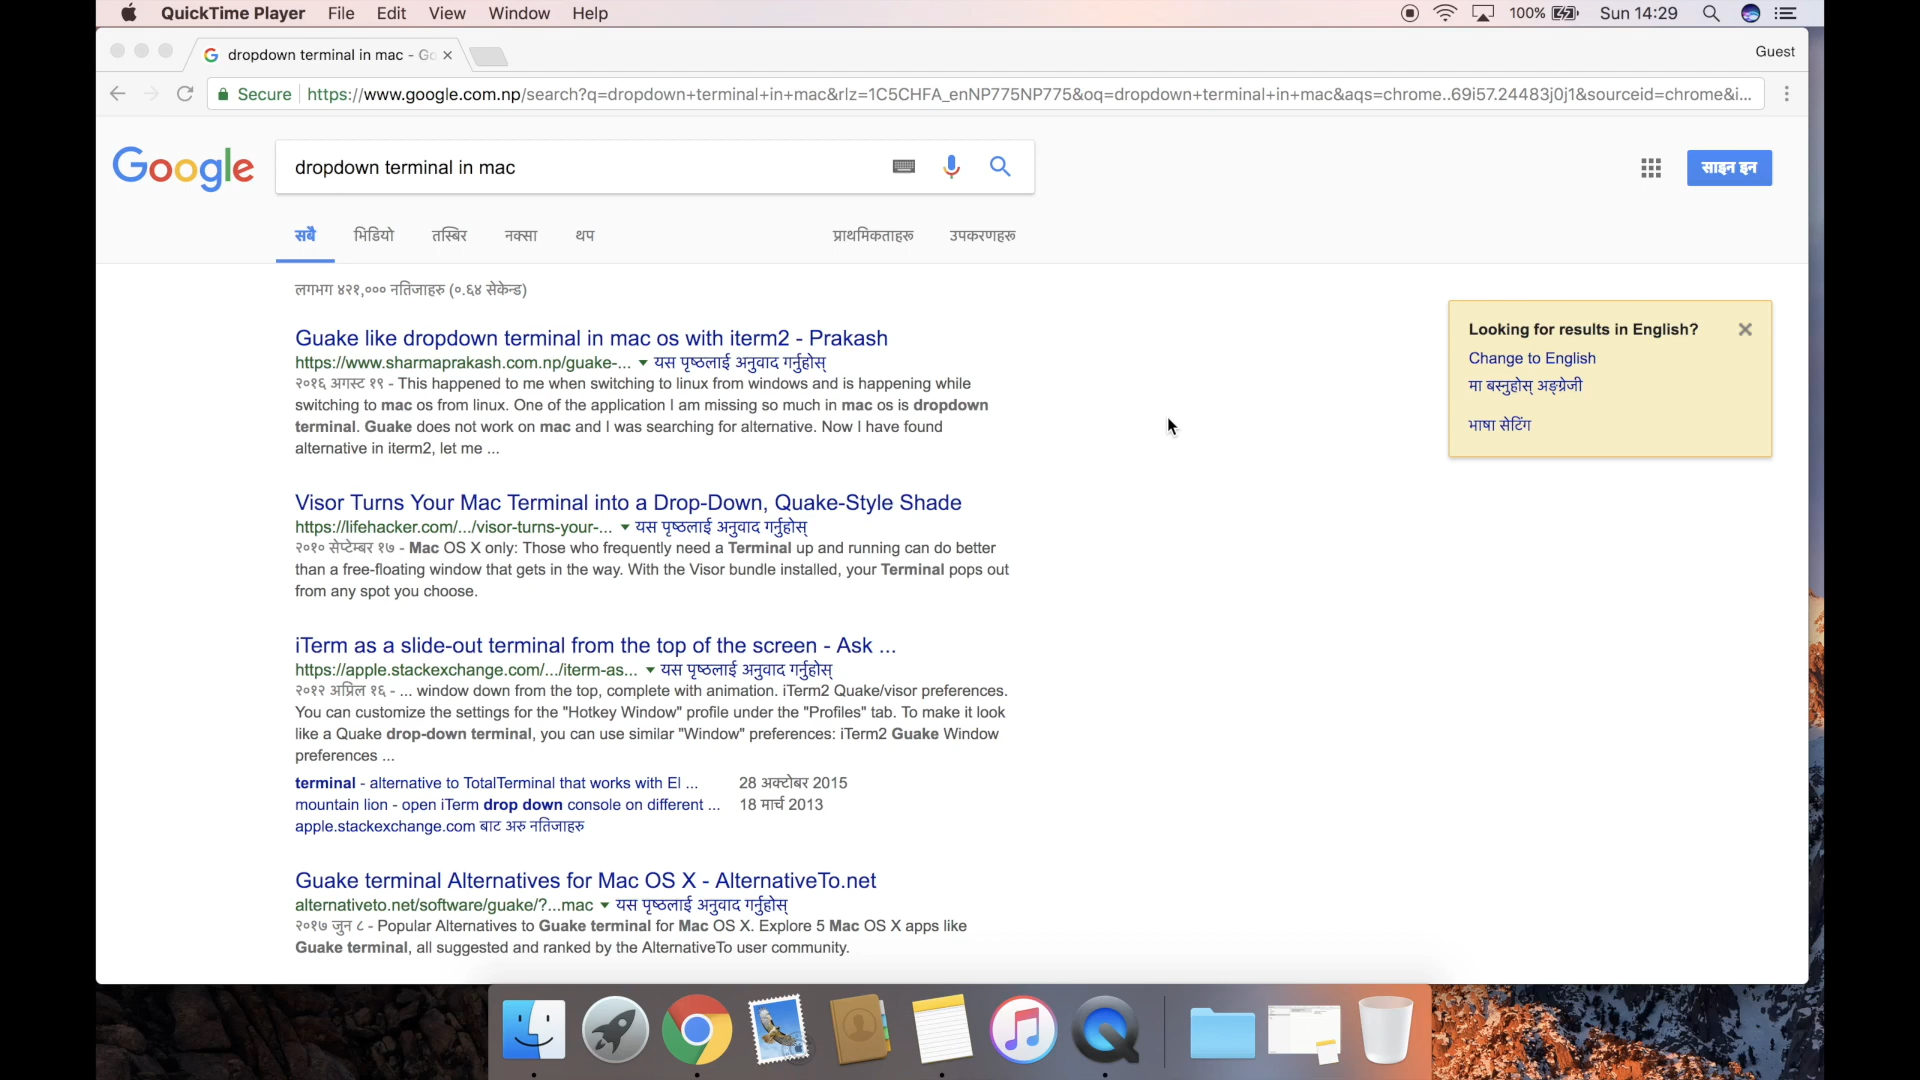 QuickTime Player File Edit View Window Help 100% Sun 14:29
dropdown terminal in mac - Go Guest
Secure https://www.google.com.np/search?q=dropdown+terminal+in+mac&rlz=1C5CHFA_enNP775NP775&oq=dropdown+terminal+in+mac&aqs=chrome..69i57.24483j0j1&sourceid=chrome&i...
Google dropdown terminal in mac साइन इन
सबै भिडियो तस्बिर नक्सा थप प्राथमिकताहरू उपकरणहरू
लगभग ४२१,००० नतिजाहरु (०.६४ सेकेन्ड)
Guake like dropdown terminal in mac os with iterm2 - Prakash
https://www.sharmaprakash.com.np/guake-... यस पृष्ठलाई अनुवाद गर्नुहोस्
२०१६ अगस्ट १९ - This happened to me when switching to linux from windows and is happening while
switching to mac os from linux. One of the application I am missing so much in mac os is dropdown
terminal. Guake does not work on mac and I was searching for alternative. Now I have found
alternative in iterm2, let me ...
Visor Turns Your Mac Terminal into a Drop-Down, Quake-Style Shade
https://lifehacker.com/.../visor-turns-your-... यस पृष्ठलाई अनुवाद गर्नुहोस्
२०१० सेप्टेम्बर १७ - Mac OS X only: Those who frequently need a Terminal up and running can do better
than a free-floating window that gets in the way. With the Visor bundle installed, your Terminal pops out
from any spot you choose.
iTerm as a slide-out terminal from the top of the screen - Ask ...
https://apple.stackexchange.com/.../iterm-as... यस पृष्ठलाई अनुवाद गर्नुहोस्
२०१२ अप्रिल १६ - ... window down from the top, complete with animation. iTerm2 Quake/visor preferences.
You can customize the settings for the "Hotkey Window" profile under the "Profiles" tab. To make it look
like a Quake drop-down terminal, you can use similar "Window" preferences: iTerm2 Guake Window
preferences ...
terminal - alternative to TotalTerminal that works with El ... 28 अक्टोबर 2015
mountain lion - open iTerm drop down console on different ... 18 मार्च 2013
apple.stackexchange.com बाट अरु नतिजाहरु
Guake terminal Alternatives for Mac OS X - AlternativeTo.net
alternativeto.net/software/guake/?...mac यस पृष्ठलाई अनुवाद गर्नुहोस्
२०१७ जुन ८ - Popular Alternatives to Guake terminal for Mac OS X. Explore 5 Mac OS X apps like
Guake terminal, all suggested and ranked by the AlternativeTo user community.
Looking for results in English?
Change to English
मा बस्नुहोस् अङ्ग्रेजी
भाषा सेटिंग